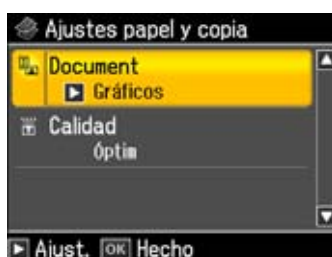 Ajustes papel y copia
Document
Gráficos
Calidad
Óptim
Ajust. OK Hecho